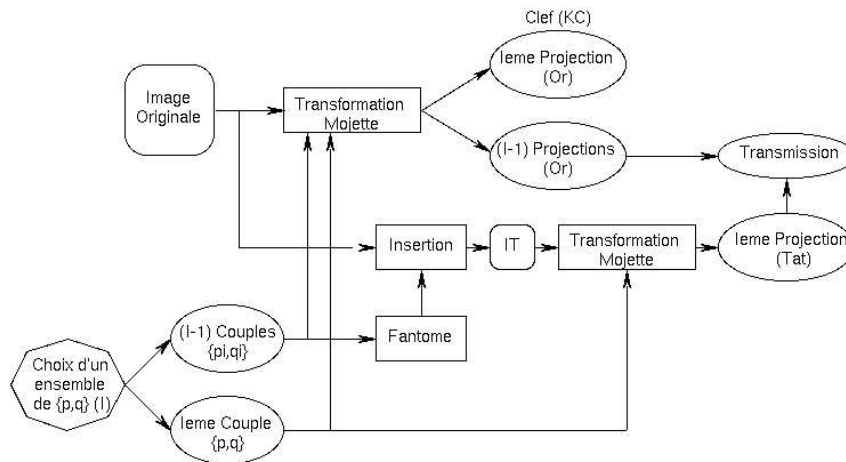 Clef (KC)
Ieme Projection
(Or)
Image
Originale
Transformation
Mojette
(I-1) Projections
(Or)
Transmission
Insertion
IT
Transformation
Mojette
Ieme Projection
(Tat)
(I-1) Couples
{pi,qi}
Fantome
Choix d'un
ensemble
de {p,q} (I)
Ieme Couple
{p,q}